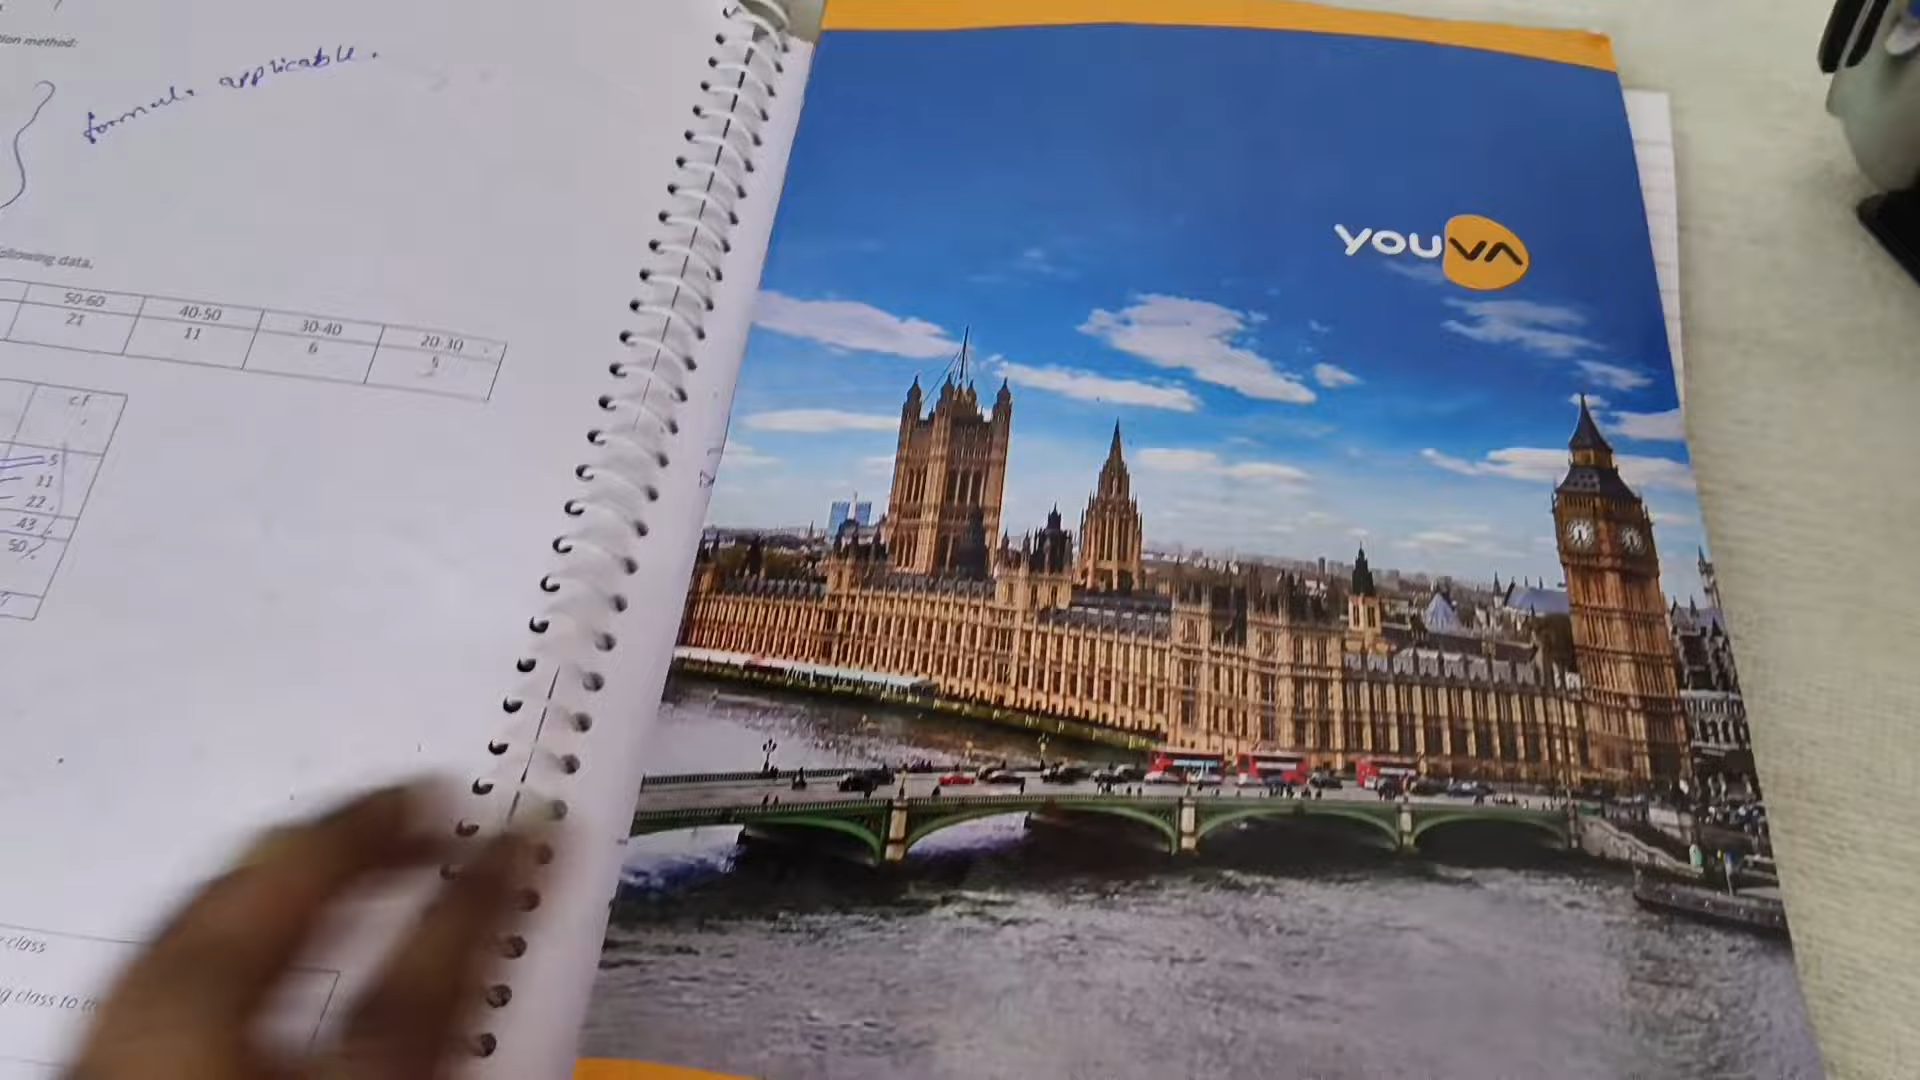 tion method:
formula applicable.
following data.
50-60 40-50 30-40 20-30
21 11 6 5
c.f
5
11
22
43
50
class
g class to
youva